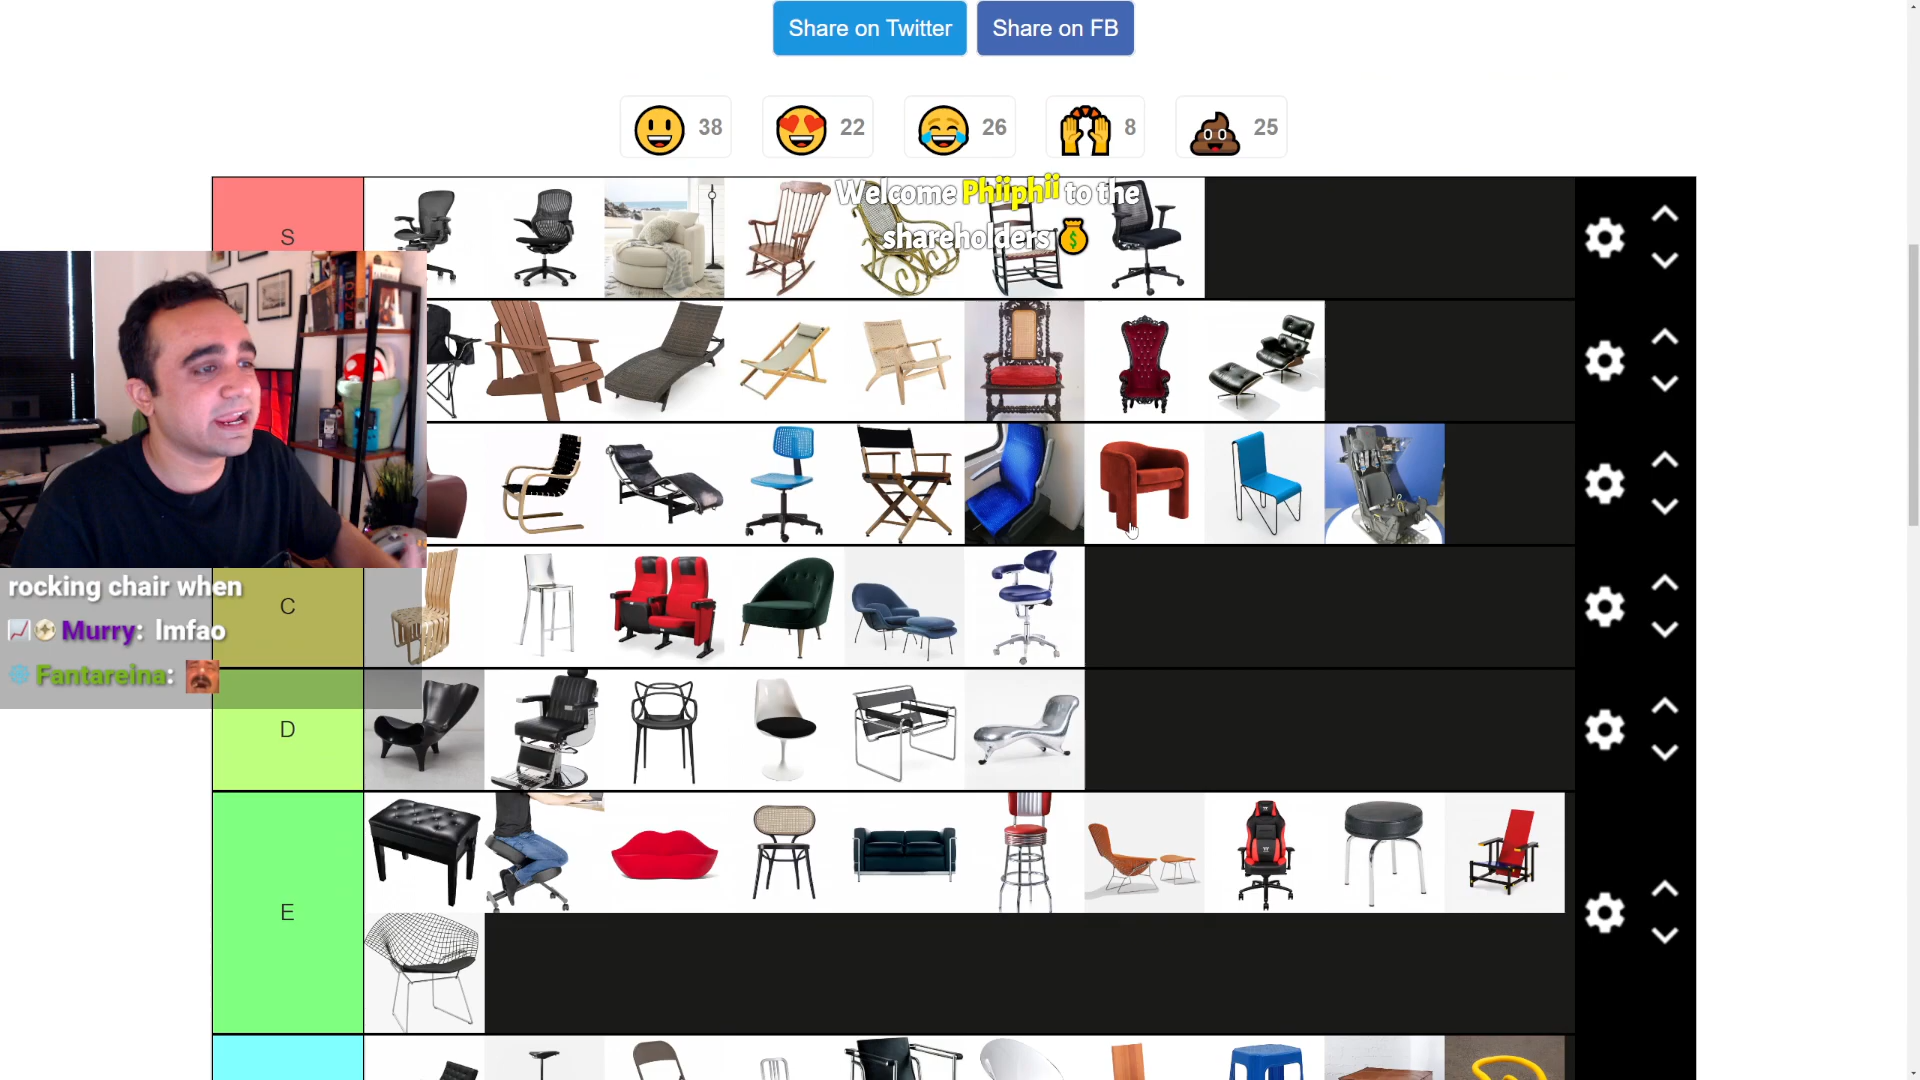 Share on Twitter
Share on FB
38
22
26
8
25
S
Welcome Phiiphii to the
shareholders
rocking chair when
Murry: lmfao
Fantareina:
C
D
E